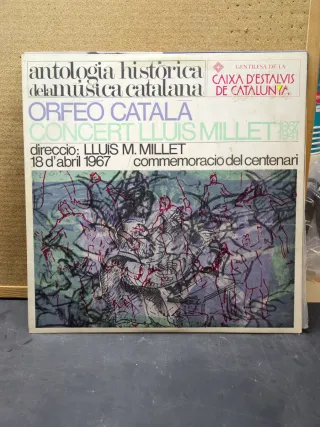 antologia històrica
de la música catalana
GENTILESA DE LA
CAIXA D'ESTALVIS
DE CATALUNYA
ORFEO CATALA
CONCERT LLUIS MILLET
direccio: LLUIS M. MILLET
18 d'abril 1967 / commemoracio del centenari